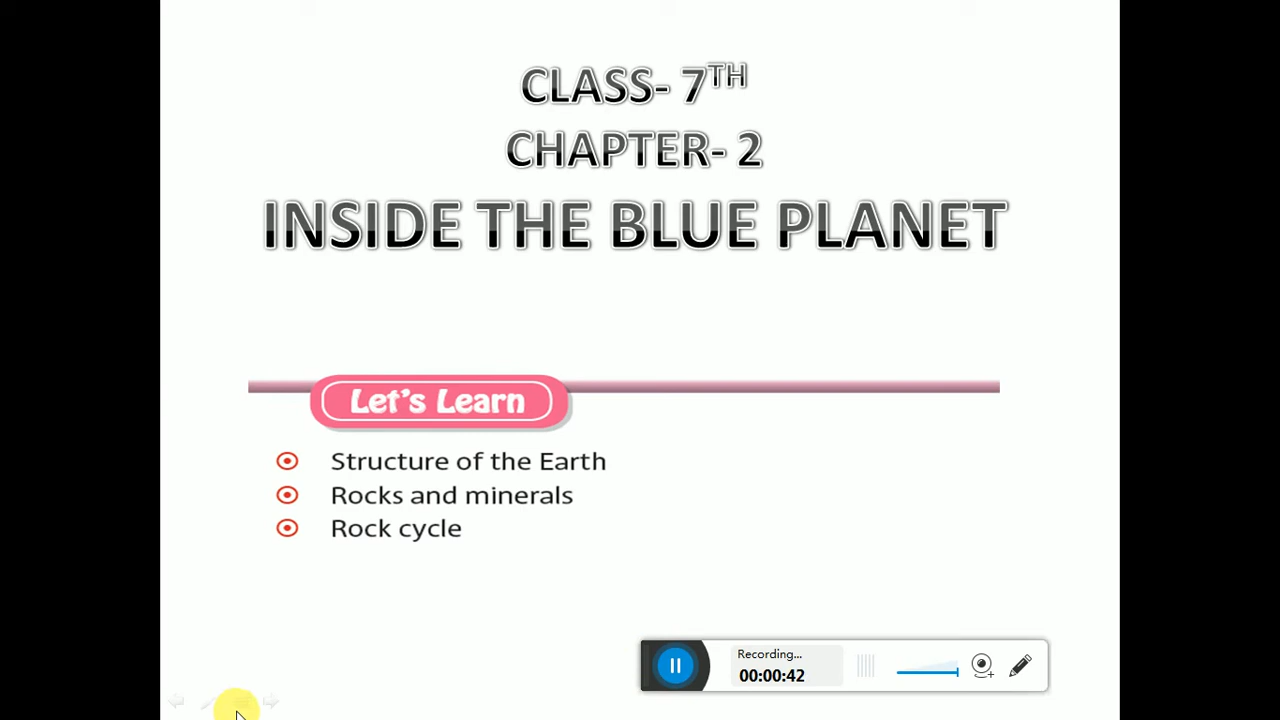 CLASS- 7TH
CHAPTER- 2
INSIDE THE BLUE PLANET
Let's Learn
Structure of the Earth
Rocks and minerals
Rock cycle
Recording...
00:00:42